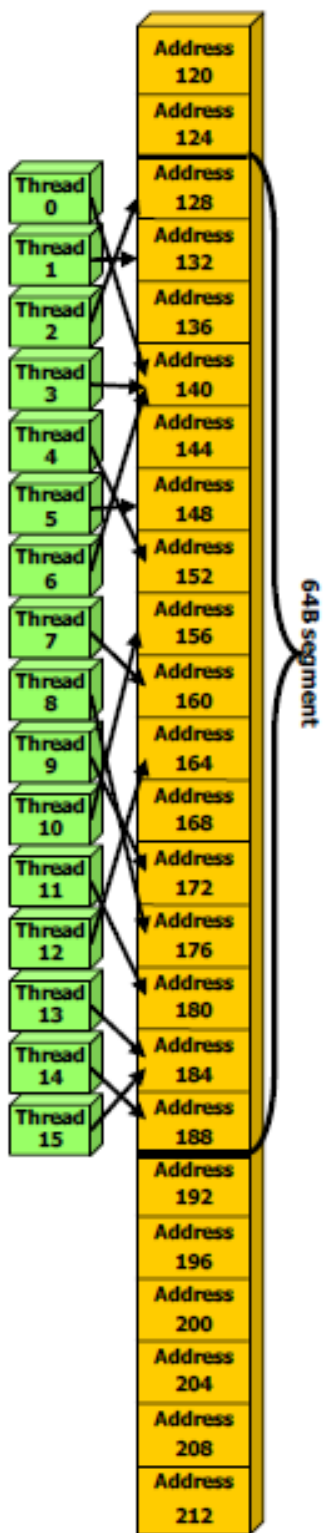 Address
120
Address
124
Thread
0
Address
128
Thread
1
Address
132
Thread
2
Address
136
Thread
3
Address
140
Thread
4
Address
144
Thread
5
Address
148
Thread
6
Address
152
Thread
7
Address
156
Thread
8
Address
160
Thread
9
Address
164
Thread
10
Address
168
Thread
11
Address
172
Thread
12
Address
176
Thread
13
Address
180
Thread
14
Address
184
Thread
15
Address
188
64B segment
Address
192
Address
196
Address
200
Address
204
Address
208
Address
212